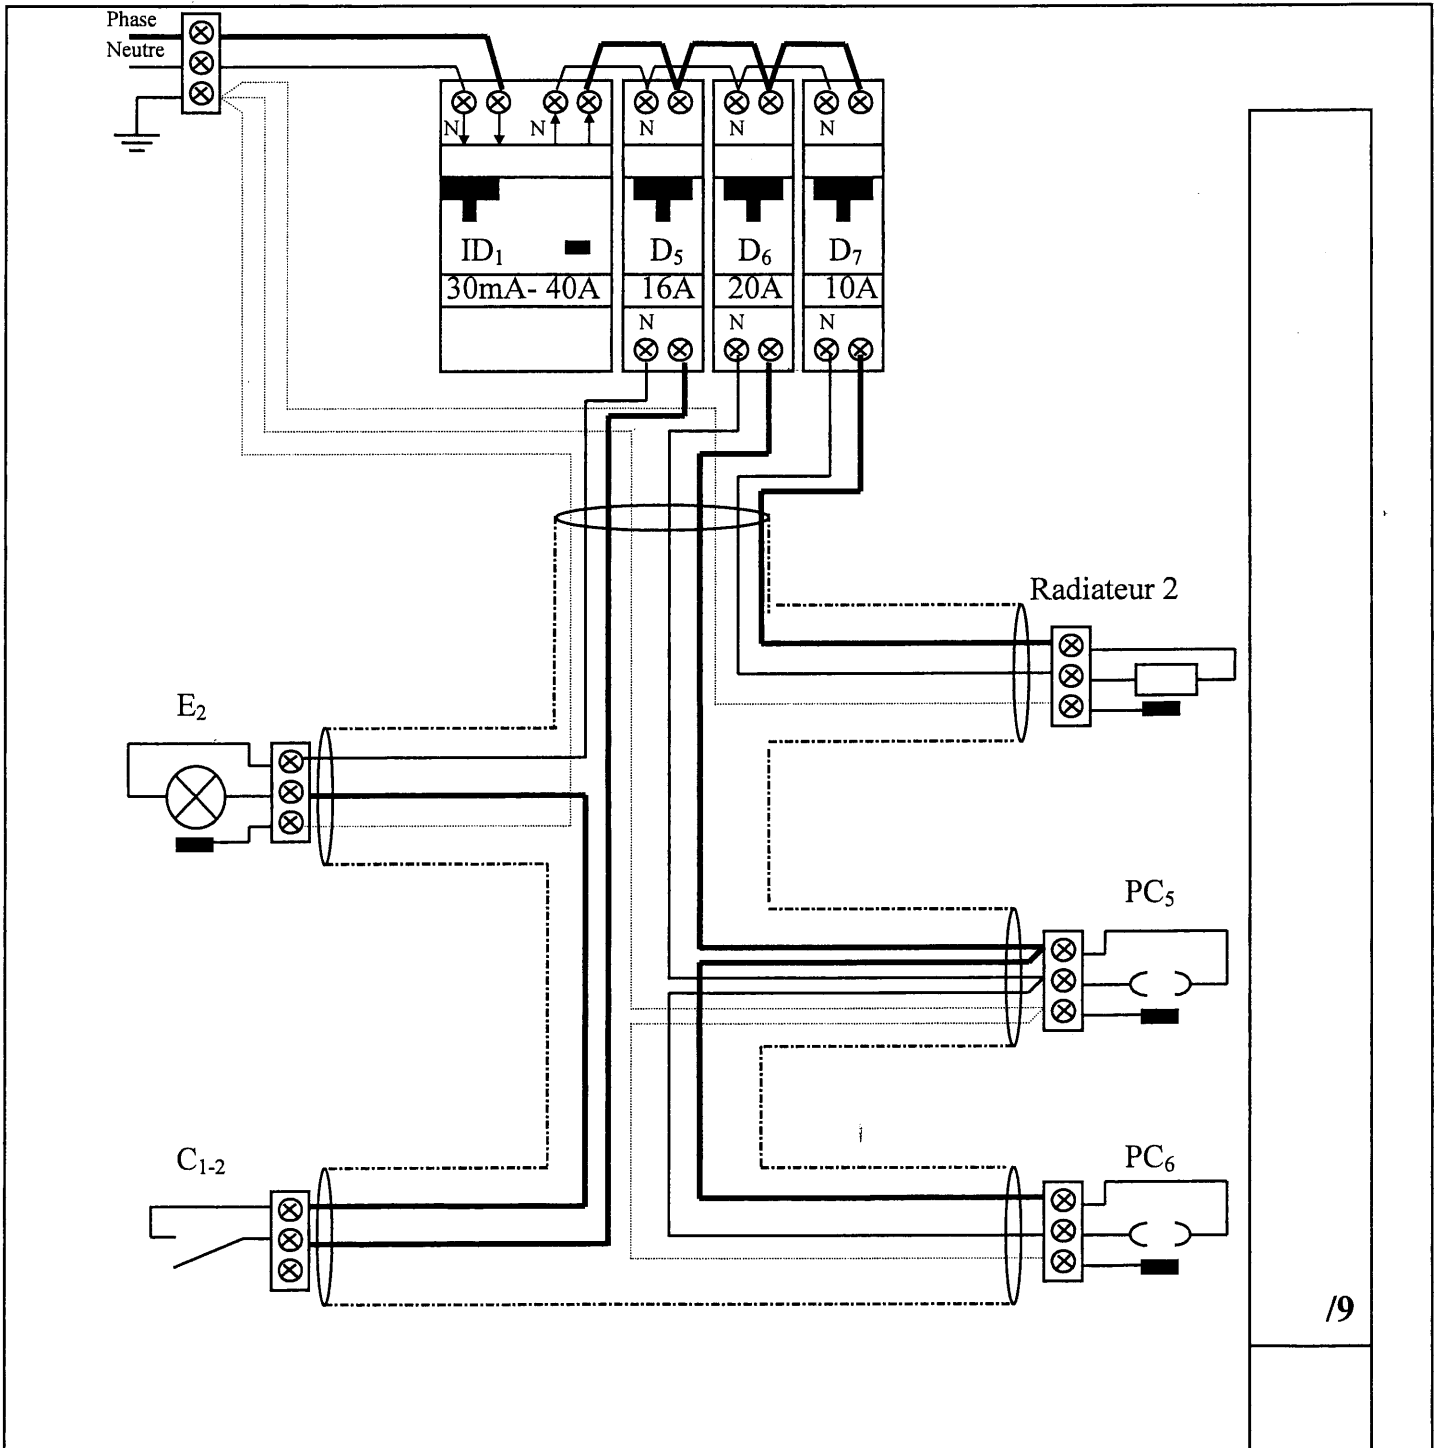 Phase
Neutre
N N N N N
ID₁ D₅ D₆ D₇
30mA- 40A 16A 20A 10A
N N N
Radiateur 2
E₂
PC₅
C₁₋₂
PC₆
/9